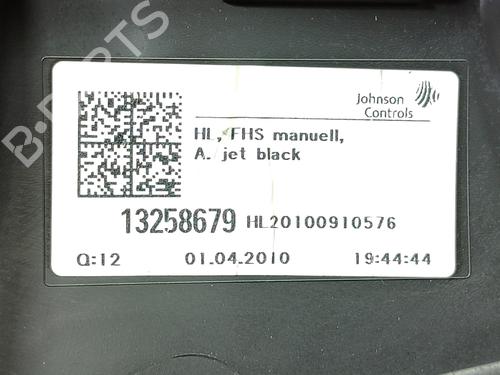 Johnson
Controls
HL, FHS manuell,
A. jet black
13258679 HL20100910576
Q:12 01.04.2010 19:44:44
B-PARTS